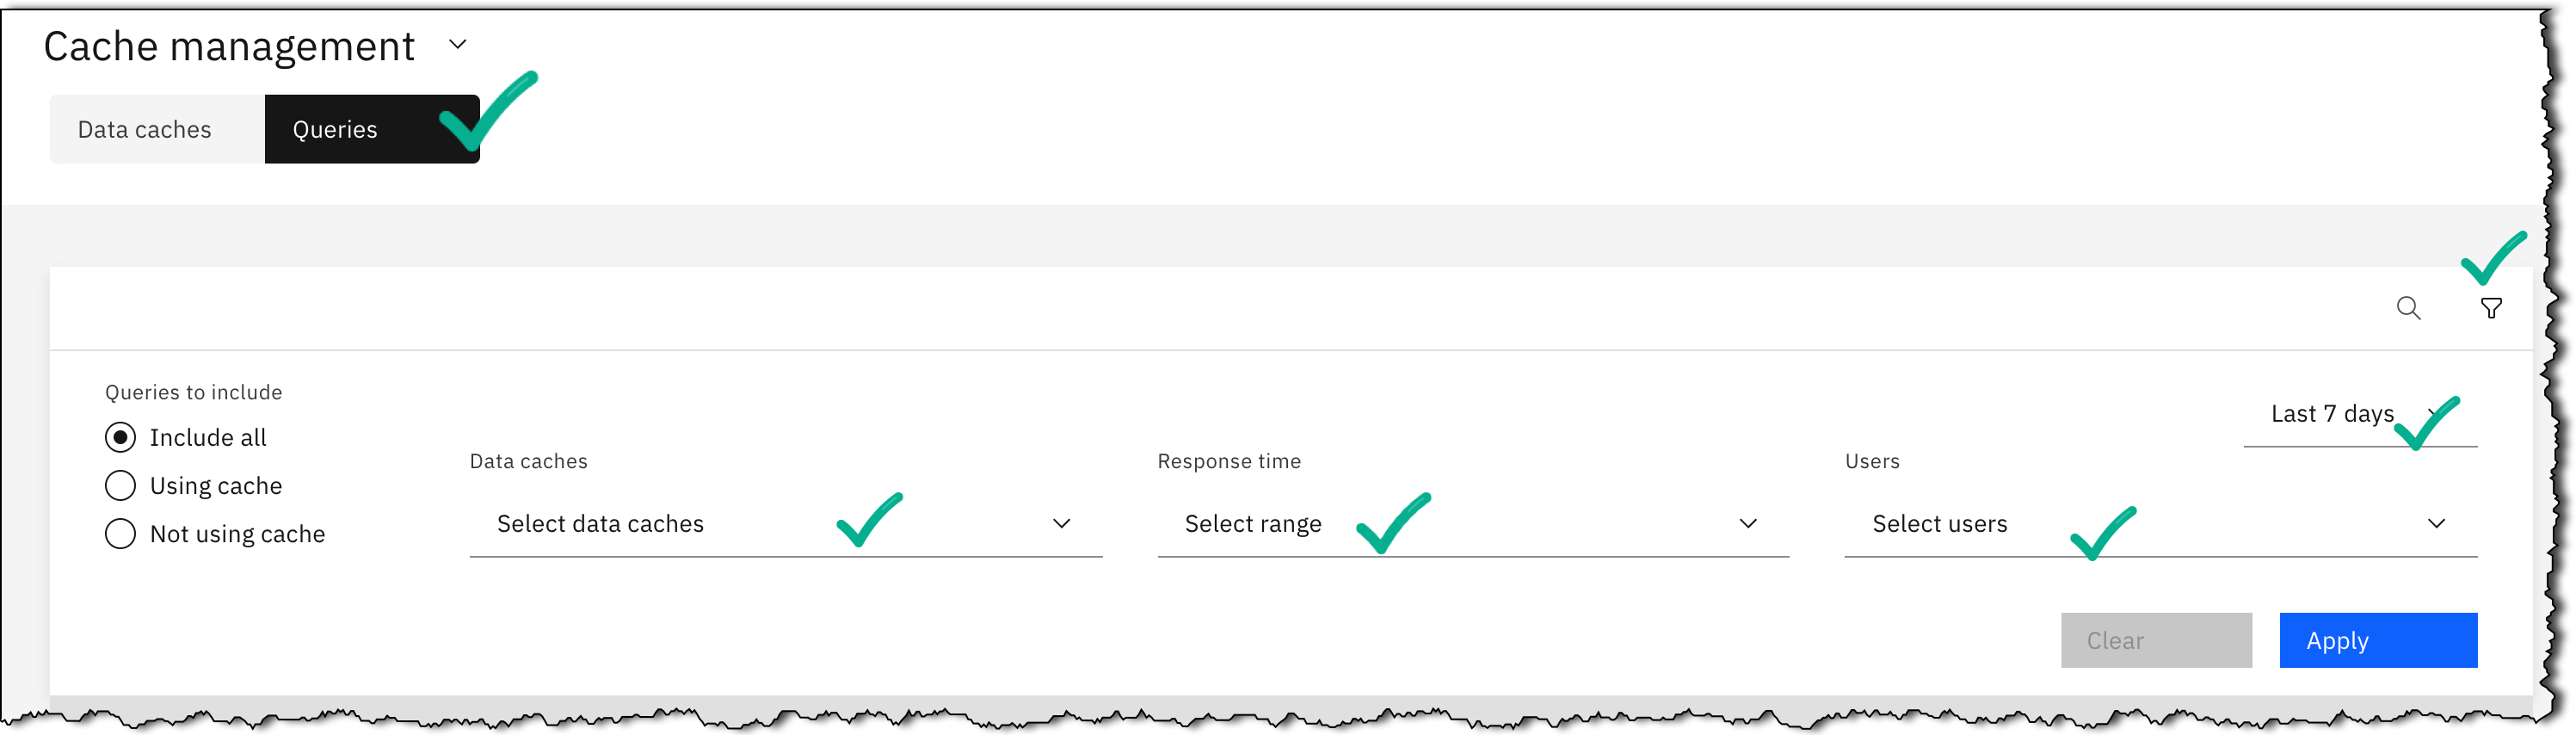 Cache management
Data caches
Queries
Queries to include
Include all
Using cache
Not using cache
Last 7 days
Data caches
Select data caches
Response time
Select range
Users
Select users
Clear
Apply